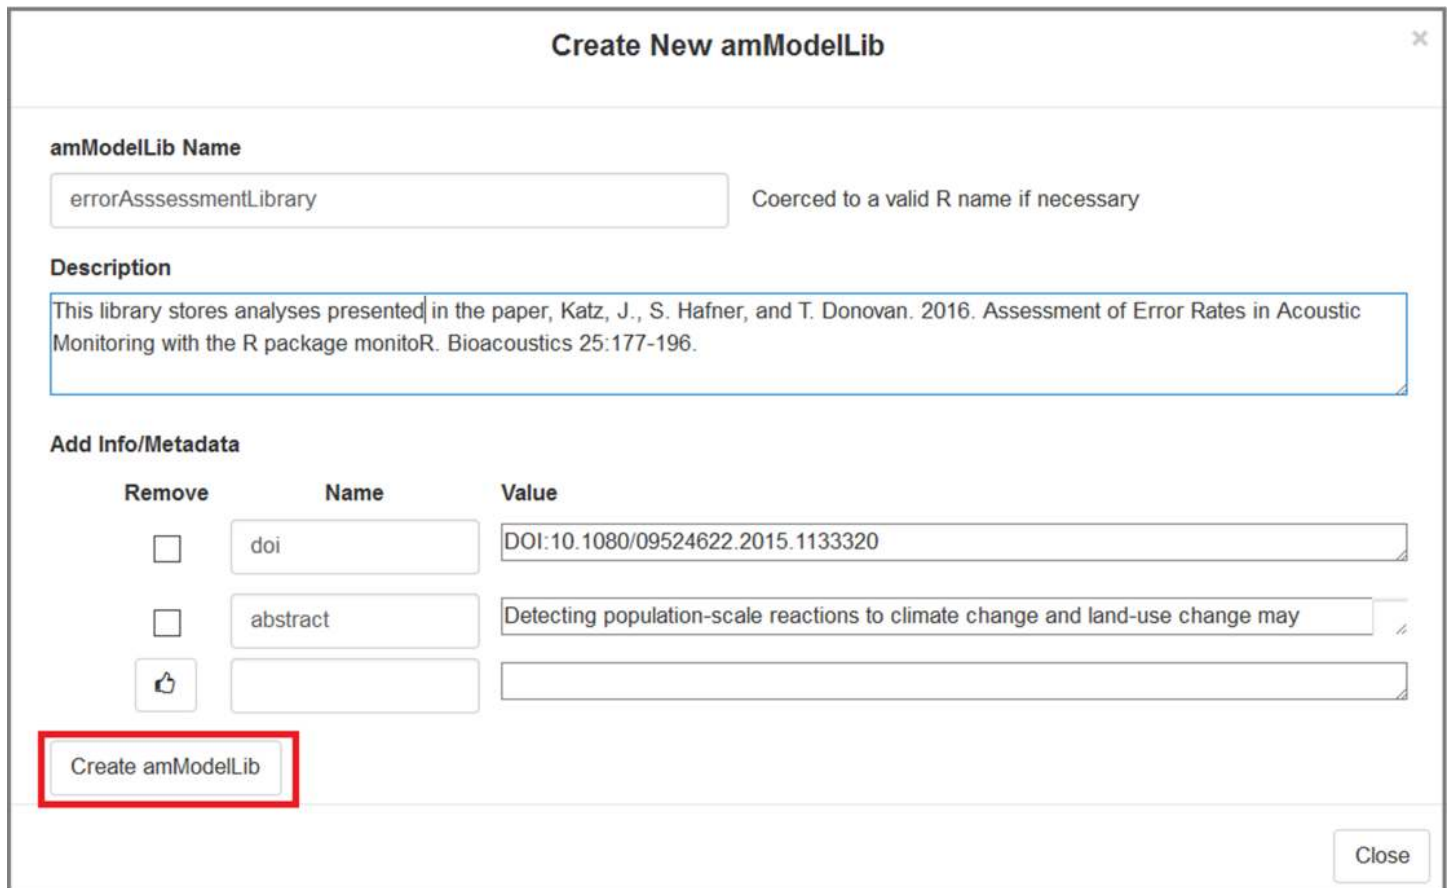 Create New amModelLib
×
amModelLib Name
errorAsssessmentLibrary
Coerced to a valid R name if necessary
Description
This library stores analyses presented in the paper, Katz, J., S. Hafner, and T. Donovan. 2016. Assessment of Error Rates in Acoustic
Monitoring with the R package monitoR. Bioacoustics 25:177-196.
Add Info/Metadata
Remove Name Value
doi DOI:10.1080/09524622.2015.1133320
abstract Detecting population-scale reactions to climate change and land-use change may
Create amModelLib
Close